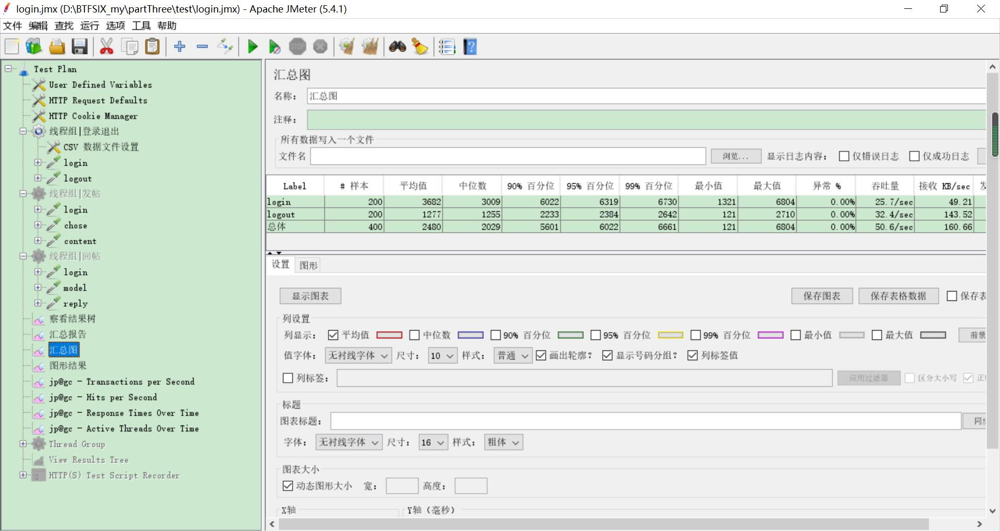 login.jmx (D:\BTFSIX_my\partThree\test\login.jmx) - Apache JMeter (5.4.1)
文件 编辑 查找 运行 选项 工具 帮助
STOP
Test Plan
User Defined Variables
HTTP Request Defaults
HTTP Cookie Manager
线程组|登录退出
CSV 数据文件设置
login
logout
线程组|发帖
login
chose
content
线程组|回帖
login
model
reply
察看结果树
汇总报告
汇总图
图形结果
jp@gc - Transactions per Second
jp@gc - Hits per Second
jp@gc - Response Times Over Time
jp@gc - Active Threads Over Time
Thread Group
View Results Tree
HTTP(S) Test Script Recorder
汇总图
名称： 汇总图
注释：
所有数据写入一个文件
文件名 浏览... 显示日志内容： 仅错误日志 仅成功日志
Label # 样本 平均值 中位数 90% 百分位 95% 百分位 99% 百分位 最小值 最大值 异常 % 吞吐量 接收 KB/sec
login 200 3682 3009 6022 6319 6730 1321 6804 0.00% 25.7/sec 49.21
logout 200 1277 1255 2233 2384 2642 121 2710 0.00% 32.4/sec 143.52
总体 400 2480 2029 5601 6022 6661 121 6804 0.00% 50.6/sec 160.66
设置 图形
显示图表 保存图表 保存表格数据 保存表
列设置
列显示： 平均值 中位数 90% 百分位 95% 百分位 99% 百分位 最小值 最大值 前景
值字体： 无衬线字体 尺寸： 10 样式： 普通 画出轮廓? 显示号码分组? 列标签值
列标签： 应用过滤器 区分大小写 正
标题
图表标题： 同步
字体： 无衬线字体 尺寸： 16 样式： 粗体
图表大小
动态图形大小 宽： 高度：
X轴 Y轴（毫秒）